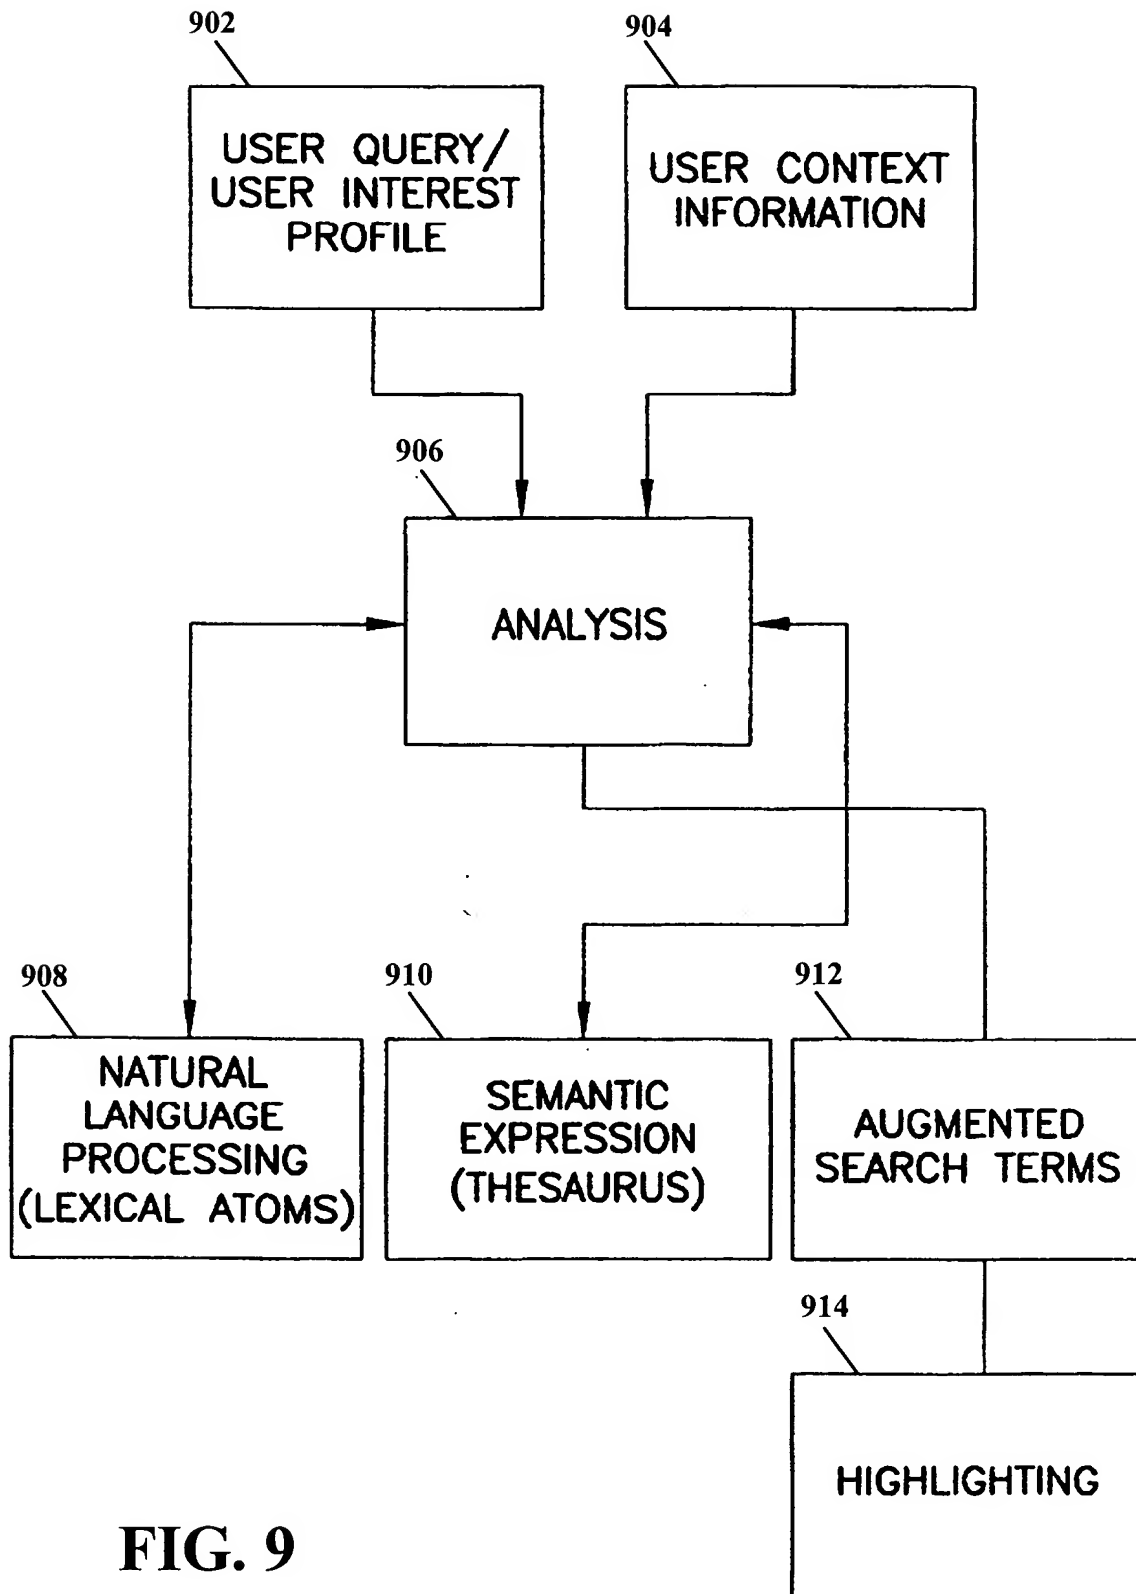 902
904
USER QUERY/
USER INTEREST
PROFILE
USER CONTEXT
INFORMATION
906
ANALYSIS
908
910
912
NATURAL
LANGUAGE
PROCESSING
(LEXICAL ATOMS)
SEMANTIC
EXPRESSION
(THESAURUS)
AUGMENTED
SEARCH TERMS
914
HIGHLIGHTING
FIG. 9